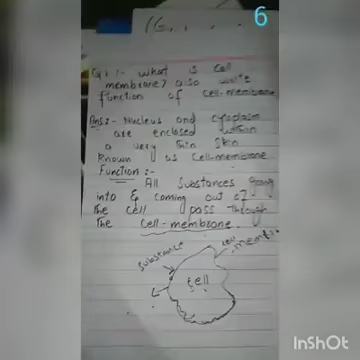 6
Q1:- What is cell
membrane? also write
function of cell-membrane
Ans:- Nucleus and cytoplasm
are enclosed within
a very thin skin
known as cell-membrane
Function:-
All substances going
into & coming out of
the cell pass through
the cell-membrane.
substance
cell
cell
InShOt